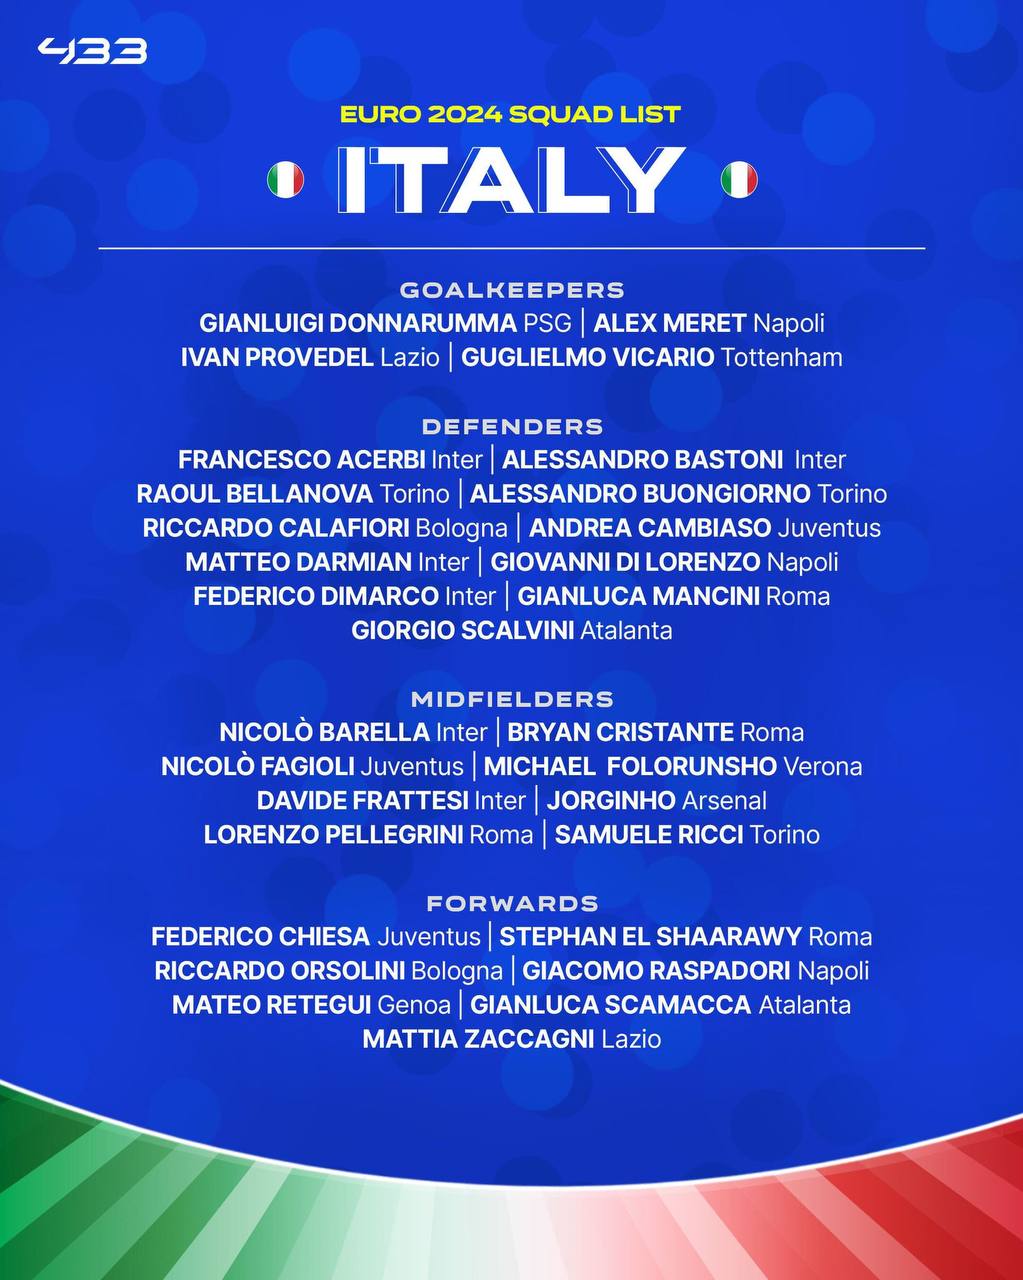 433
EURO 2024 SQUAD LIST
ITALY
GOALKEEPERS
GIANLUIGI DONNARUMMA PSG | ALEX MERET Napoli
IVAN PROVEDEL Lazio | GUGLIELMO VICARIO Tottenham
DEFENDERS
FRANCESCO ACERBI Inter | ALESSANDRO BASTONI Inter
RAOUL BELLANOVA Torino | ALESSANDRO BUONGIORNO Torino
RICCARDO CALAFIORI Bologna | ANDREA CAMBIASO Juventus
MATTEO DARMIAN Inter | GIOVANNI DI LORENZO Napoli
FEDERICO DIMARCO Inter | GIANLUCA MANCINI Roma
GIORGIO SCALVINI Atalanta
MIDFIELDERS
NICOLÒ BARELLA Inter | BRYAN CRISTANTE Roma
NICOLÒ FAGIOLI Juventus | MICHAEL FOLORUNSHO Verona
DAVIDE FRATTESI Inter | JORGINHO Arsenal
LORENZO PELLEGRINI Roma | SAMUELE RICCI Torino
FORWARDS
FEDERICO CHIESA Juventus | STEPHAN EL SHAARAWY Roma
RICCARDO ORSOLINI Bologna | GIACOMO RASPADORI Napoli
MATEO RETEGUI Genoa | GIANLUCA SCAMACCA Atalanta
MATTIA ZACCAGNI Lazio